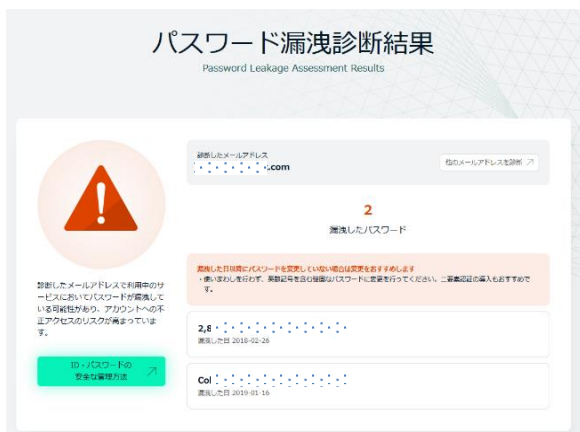 パスワード漏洩診断結果
Password Leakage Assessment Results
診断したメールアドレス
.com
他のメールアドレスを診断
2
漏洩したパスワード
漏洩した日以降にパスワードを変更していない場合は変更をおすすめします
・使いまわしを行わず、英数記号を含む強固なパスワードに変更を行ってください。二要素認証の導入もおすすめで
す。
診断したメールアドレスで利用中のサ
ービスにおいてパスワードが漏洩して
いる可能性があり、アカウントへの不
正アクセスのリスクが高まっていま
す。
ID・パスワードの
安全な管理方法
2,8
漏洩した日 2018-02-26
Col
漏洩した日 2019-01-16